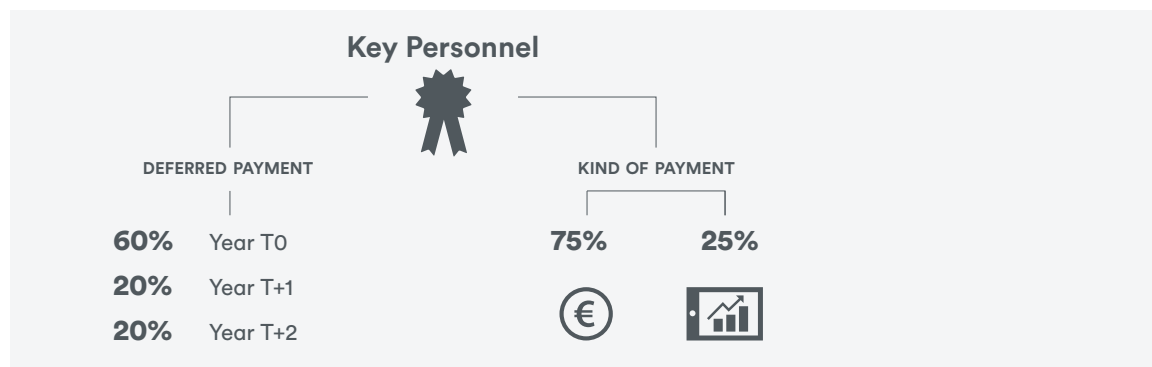 Key Personnel
DEFERRED PAYMENT
60% Year T0
20% Year T+1
20% Year T+2
KIND OF PAYMENT
75% 25%
€